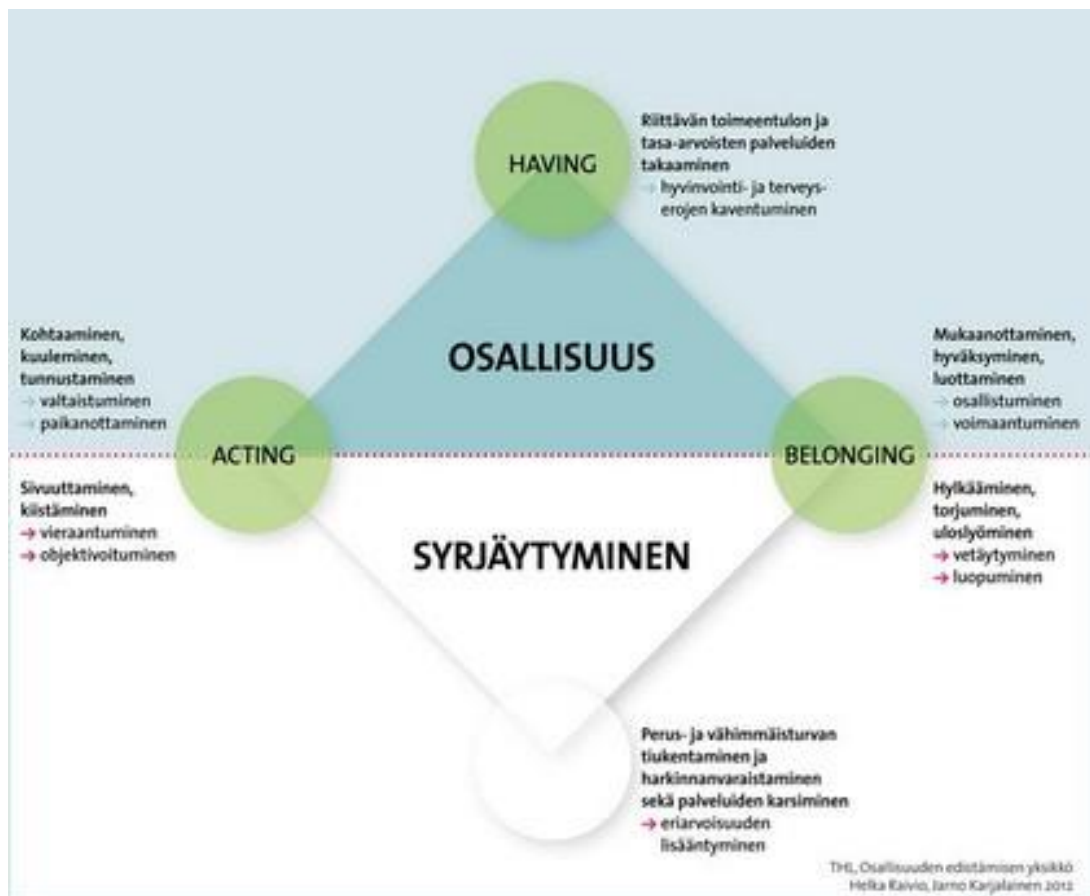 HAVING
Riittävän toimeentulon ja
tasa-arvoisten palveluiden
takaaminen
→ hyvinvointi- ja terveys-
erojen kaventuminen
Kohtaaminen,
kuuleminen,
tunnustaminen
→ valtaistuminen
→ paikanottaminen
OSALLISUUS
Mukaanottaminen,
hyväksyminen,
luottaminen
→ osallistuminen
→ voimaantuminen
ACTING
BELONGING
Sivuuttaminen,
kiistäminen
→ vieraantuminen
→ objektivoituminen
SYRJÄYTYMINEN
Hylkääminen,
torjuminen,
uloslyöminen
→ vetäytyminen
→ luopuminen
Perus- ja vähimmäisturvan
tiukentaminen ja
harkinnanvaraistaminen
sekä palveluiden karsiminen
→ eriarvoisuuden
lisääntyminen
THL, Osallisuuden edistämisen yksikkö
Helka Raivio, Jarno Karjalainen 2012